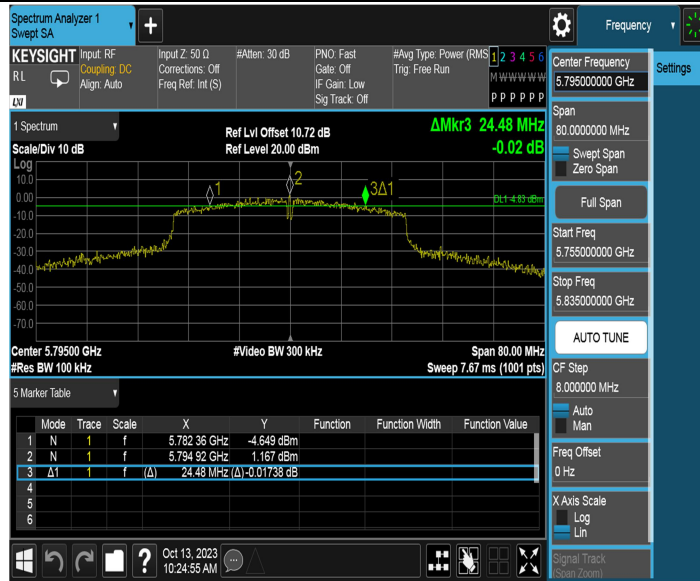 Spectrum Analyzer 1
Swept SA
Frequency
KEYSIGHT
RL
LXI
Input: RF
Coupling: DC
Align: Auto
Input Z: 50 Ω
Corrections: Off
Freq Ref: Int (S)
#Atten: 30 dB
PNO: Fast
Gate: Off
IF Gain: Low
Sig Track: Off
#Avg Type: Power (RMS
Trig: Free Run
1 2 3 4 5 6
M W W W W W
P P P P P P
1 Spectrum
Scale/Div 10 dB
Ref Lvl Offset 10.72 dB
Ref Level 20.00 dBm
ΔMkr3 24.48 MHz
-0.02 dB
Log
10.0
0.00
-10.0
-20.0
-30.0
-40.0
-50.0
-60.0
-70.0
1
2
3Δ1
DL1 -4.83 dBm
Center 5.79500 GHz
#Res BW 100 kHz
#Video BW 300 kHz
Span 80.00 MHz
Sweep 7.67 ms (1001 pts)
5 Marker Table
Mode Trace Scale X Y Function Function Width Function Value
1 N 1 f 5.782 36 GHz -4.649 dBm
2 N 1 f 5.794 92 GHz 1.167 dBm
3 Δ1 1 f (Δ) 24.48 MHz (Δ) -0.01738 dB
4
5
6
Oct 13, 2023
10:24:55 AM
Center Frequency
5.795000000 GHz
Span
80.0000000 MHz
Swept Span
Zero Span
Full Span
Start Freq
5.755000000 GHz
Stop Freq
5.835000000 GHz
AUTO TUNE
CF Step
8.000000 MHz
Auto
Man
Freq Offset
0 Hz
X Axis Scale
Log
Lin
Signal Track
(Span Zoom)
Settings